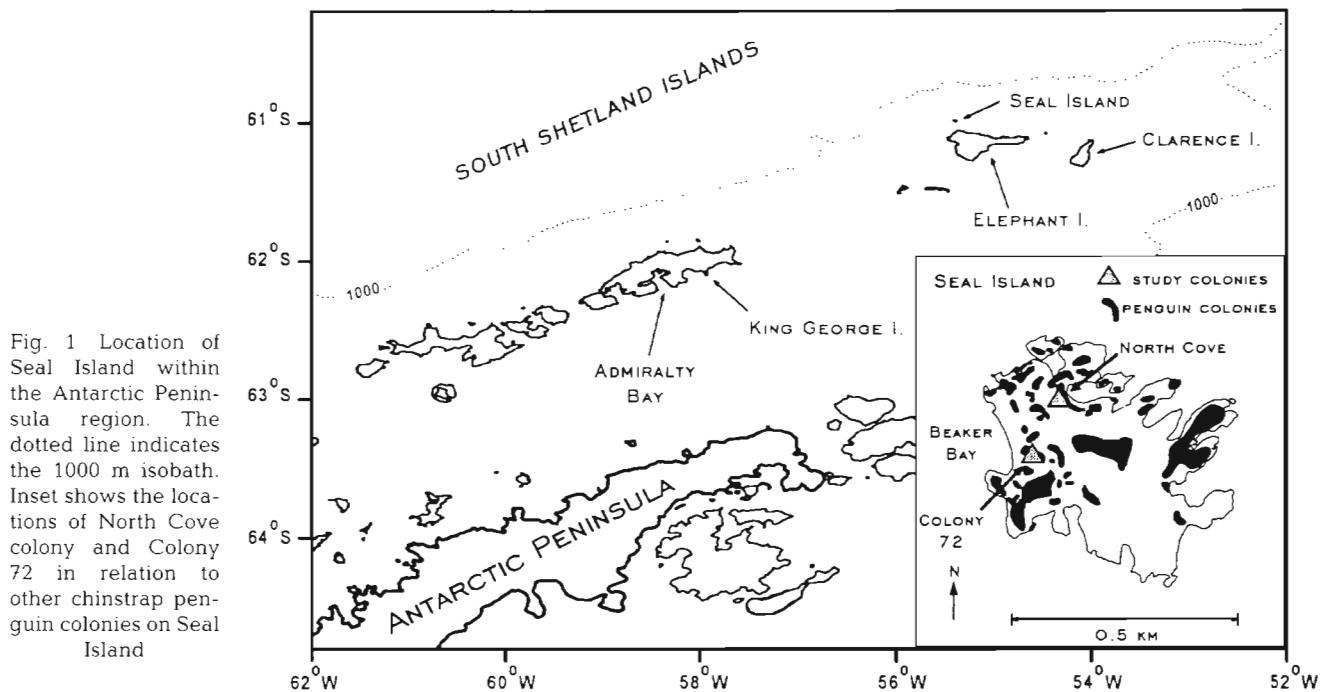 Fig. 1 Location of
Seal Island within
the Antarctic Penin-
sula region. The
dotted line indicates
the 1000 m isobath.
Inset shows the loca-
tions of North Cove
colony and Colony
72 in relation to
other chinstrap pen-
guin colonies on Seal
Island
61°S
62°S
63°S
64°S
62°W
60°W
58°W
56°W
54°W
52°W
SOUTH SHETLAND ISLANDS
SEAL ISLAND
CLARENCE I.
ELEPHANT I.
1000
1000
KING GEORGE I.
ADMIRALTY
BAY
ANTARCTIC PENINSULA
SEAL ISLAND
STUDY COLONIES
PENGUIN COLONIES
NORTH COVE
BEAKER
BAY
COLONY
72
N
0.5 KM